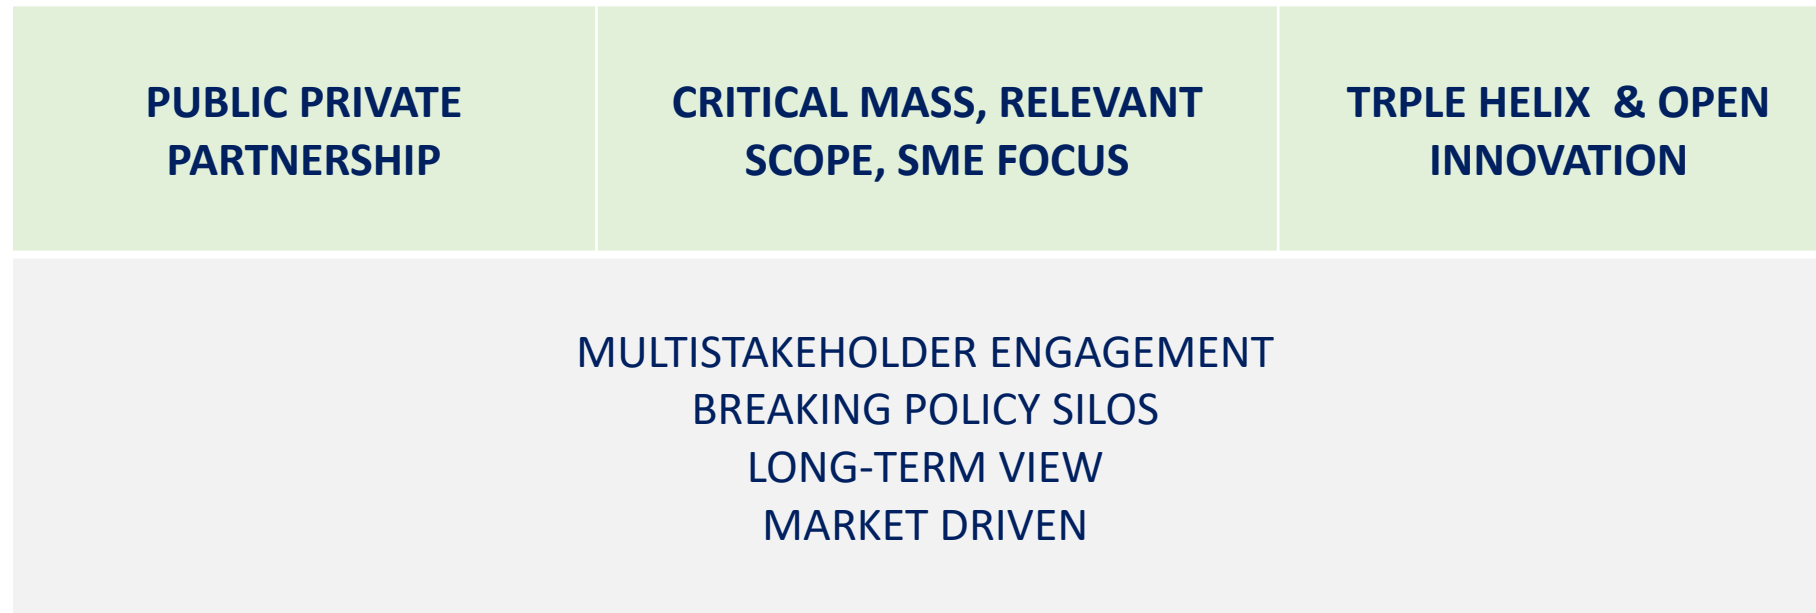 PUBLIC PRIVATE
PARTNERSHIP
CRITICAL MASS, RELEVANT
SCOPE, SME FOCUS
TRPLE HELIX  & OPEN
INNOVATION
MULTISTAKEHOLDER ENGAGEMENT
BREAKING POLICY SILOS
LONG-TERM VIEW
MARKET DRIVEN